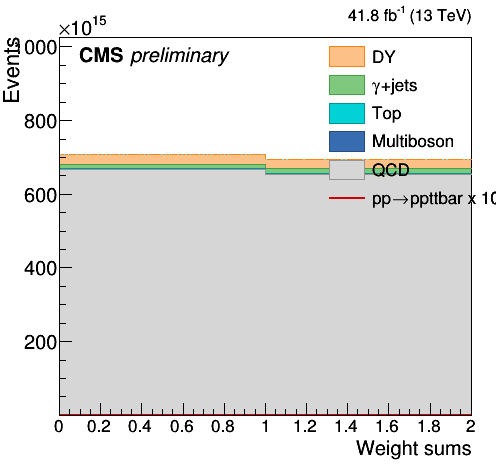 ×10¹⁵
41.8 fb⁻¹ (13 TeV)
Events
CMS preliminary
DY
γ+jets
Top
Multiboson
QCD
pp→ppttbar x 10
1000
800
600
400
200
0 0.2 0.4 0.6 0.8 1 1.2 1.4 1.6 1.8 2
Weight sums